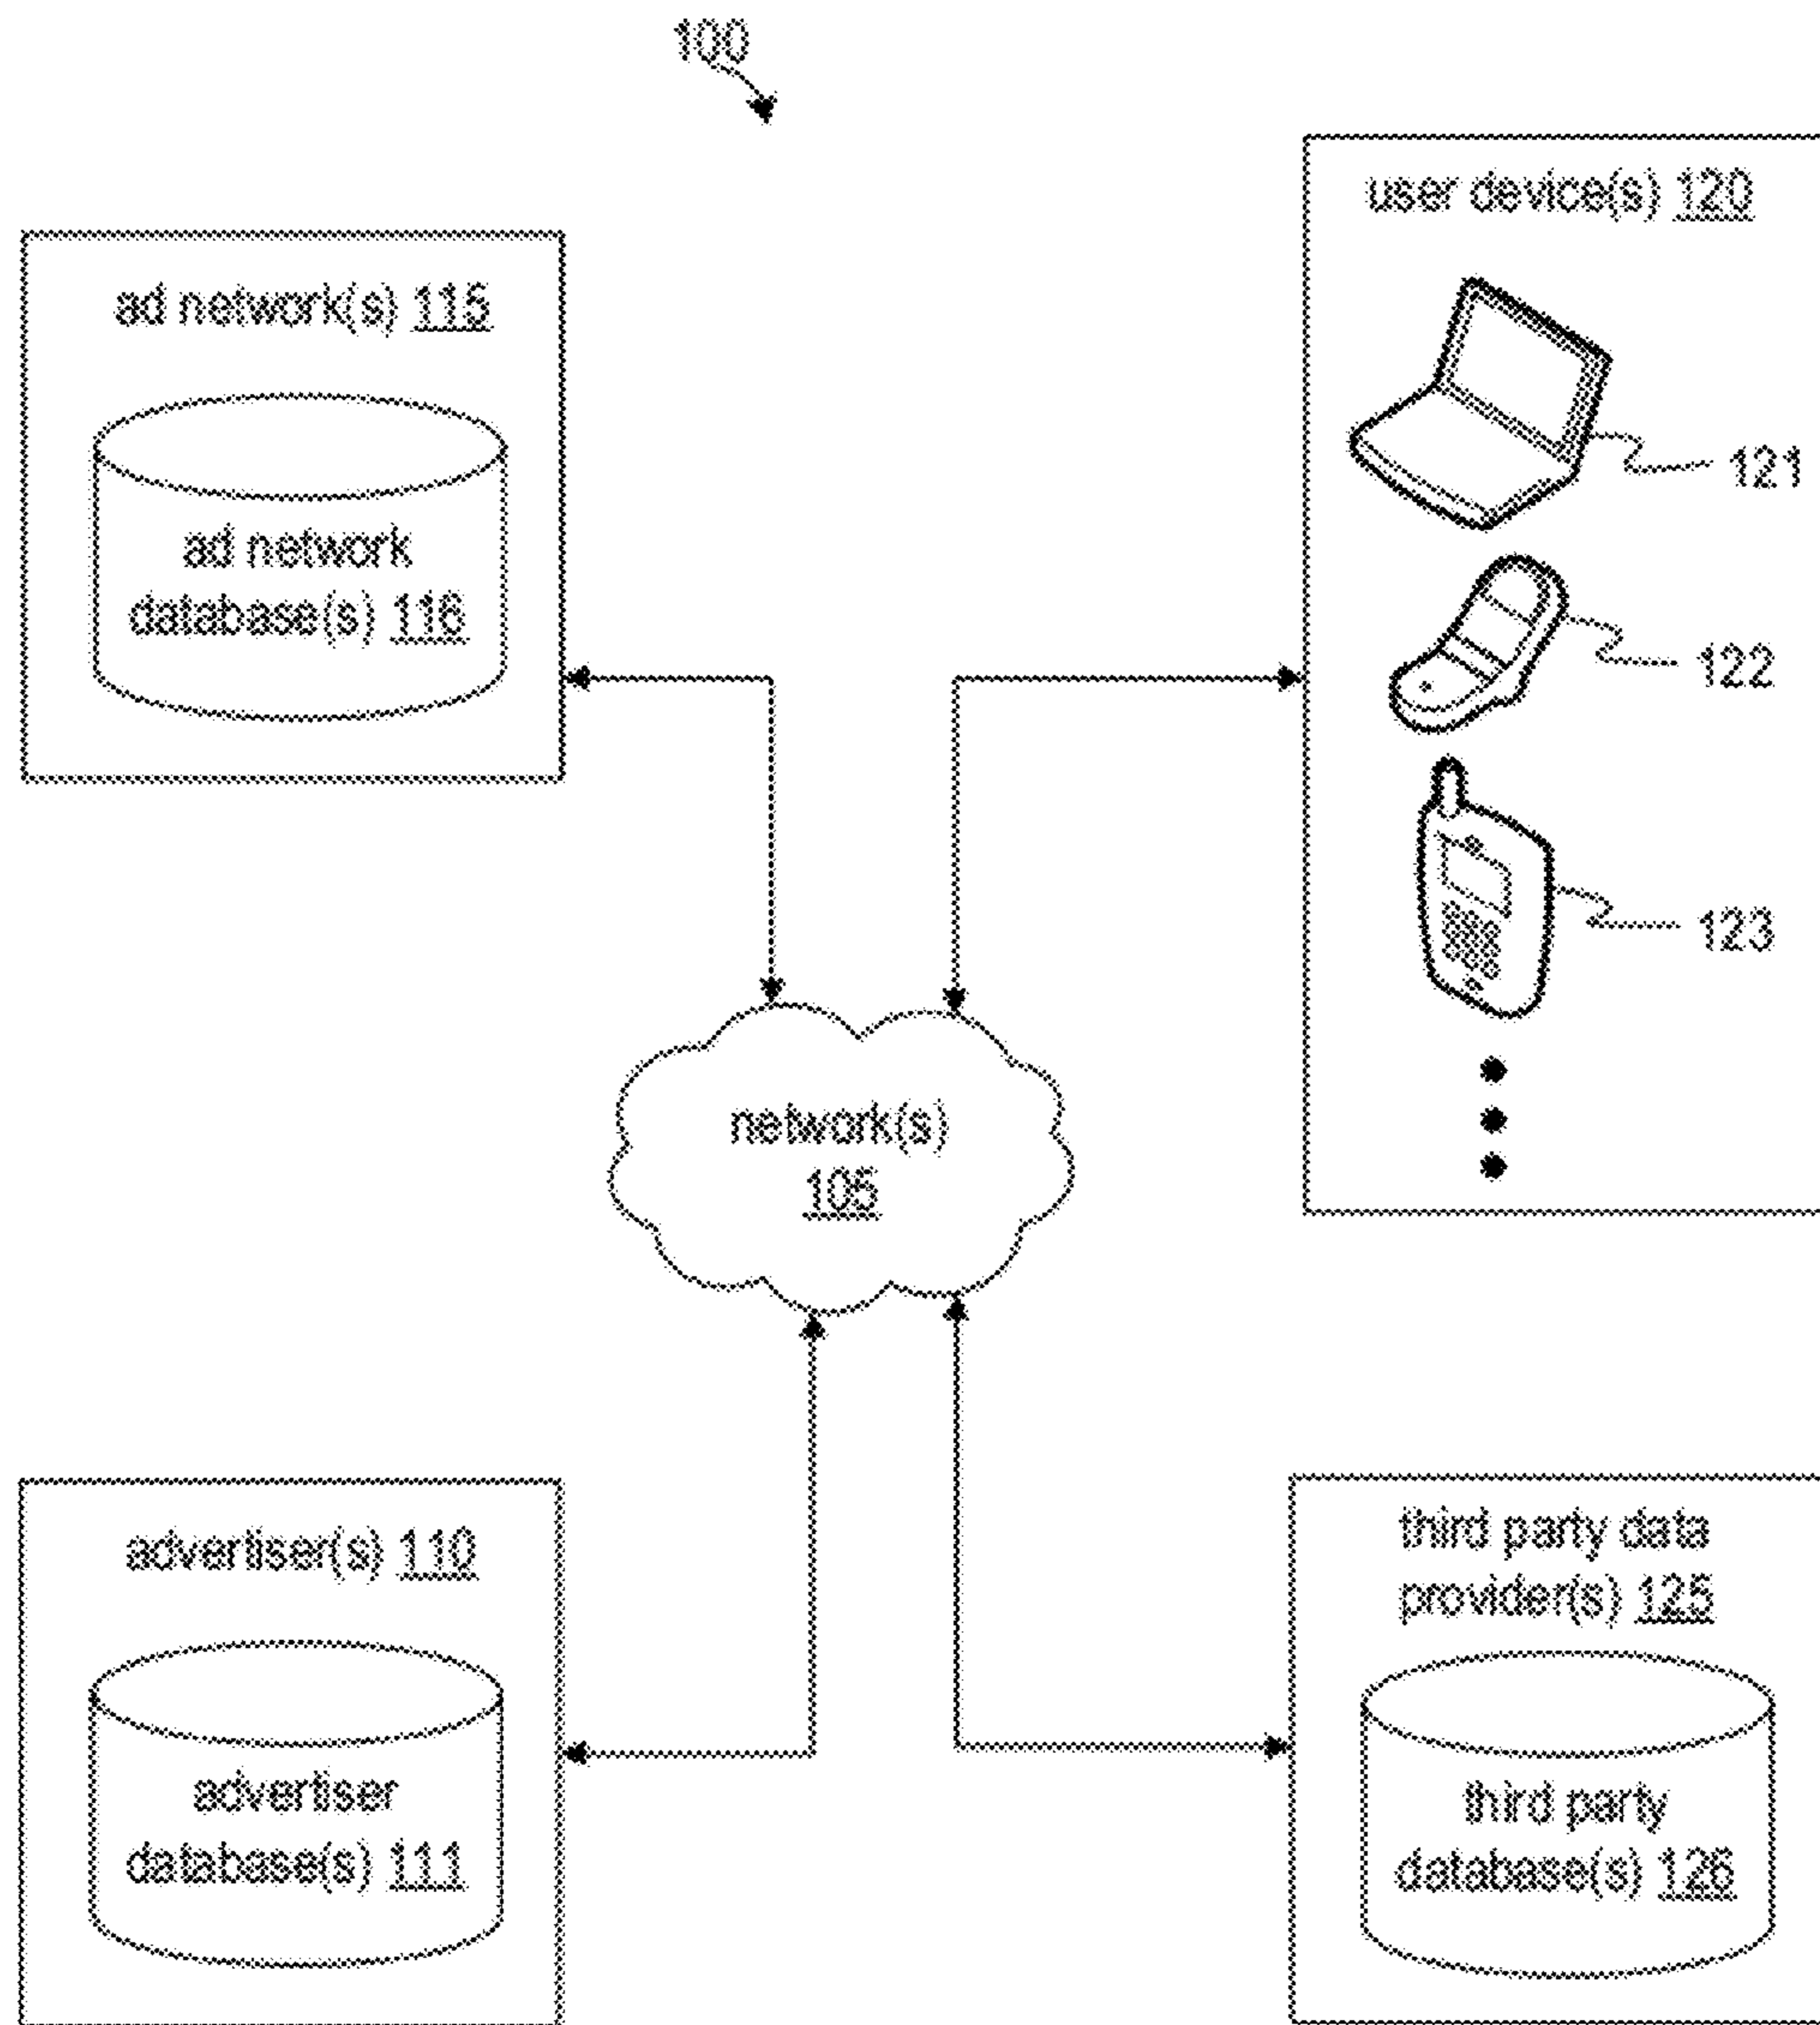 100
user device(s) 120
ad network(s) 115
121
ad network
database(s) 116
122
123
network(s)
105
advertiser(s) 110
third party data
provider(s) 125
advertiser
database(s) 111
third party
database(s) 126